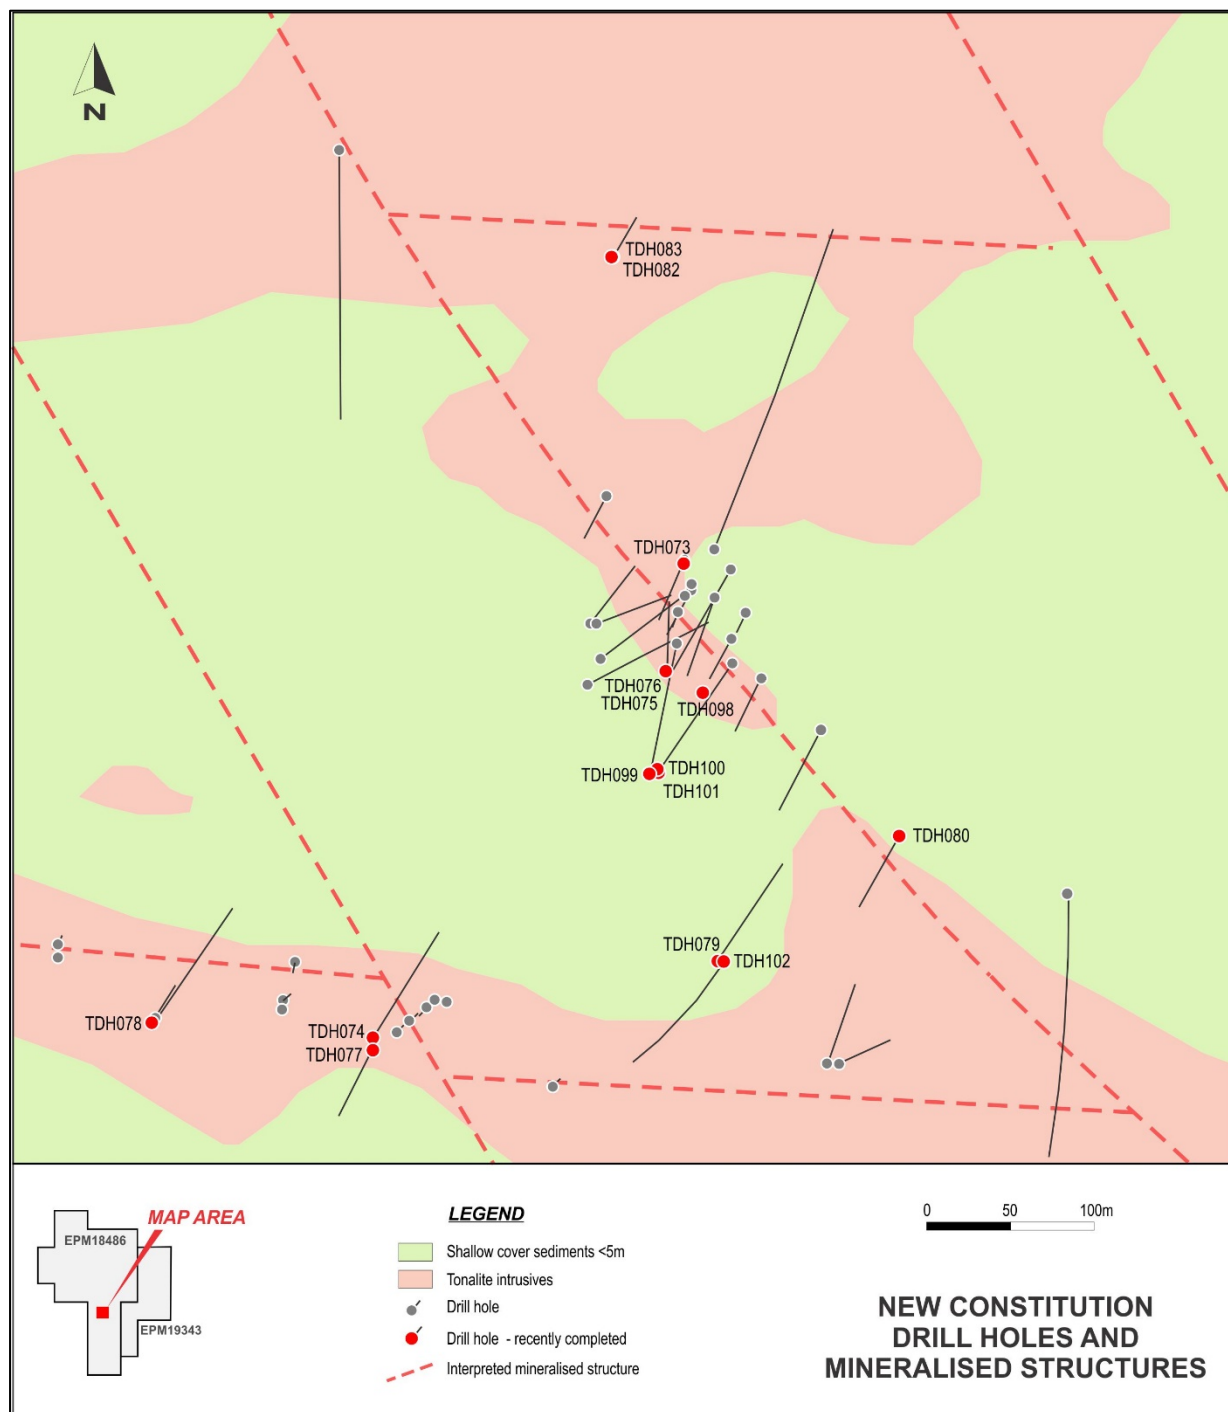 N
TDH083
TDH082
TDH073
TDH076
TDH075
TDH098
TDH099
TDH100
TDH101
TDH080
TDH079
TDH102
TDH078
TDH074
TDH077
MAP AREA
EPM18486
EPM19343
LEGEND
Shallow cover sediments <5m
Tonalite intrusives
Drill hole
Drill hole - recently completed
Interpreted mineralised structure
0 50 100m
NEW CONSTITUTION
DRILL HOLES AND
MINERALISED STRUCTURES